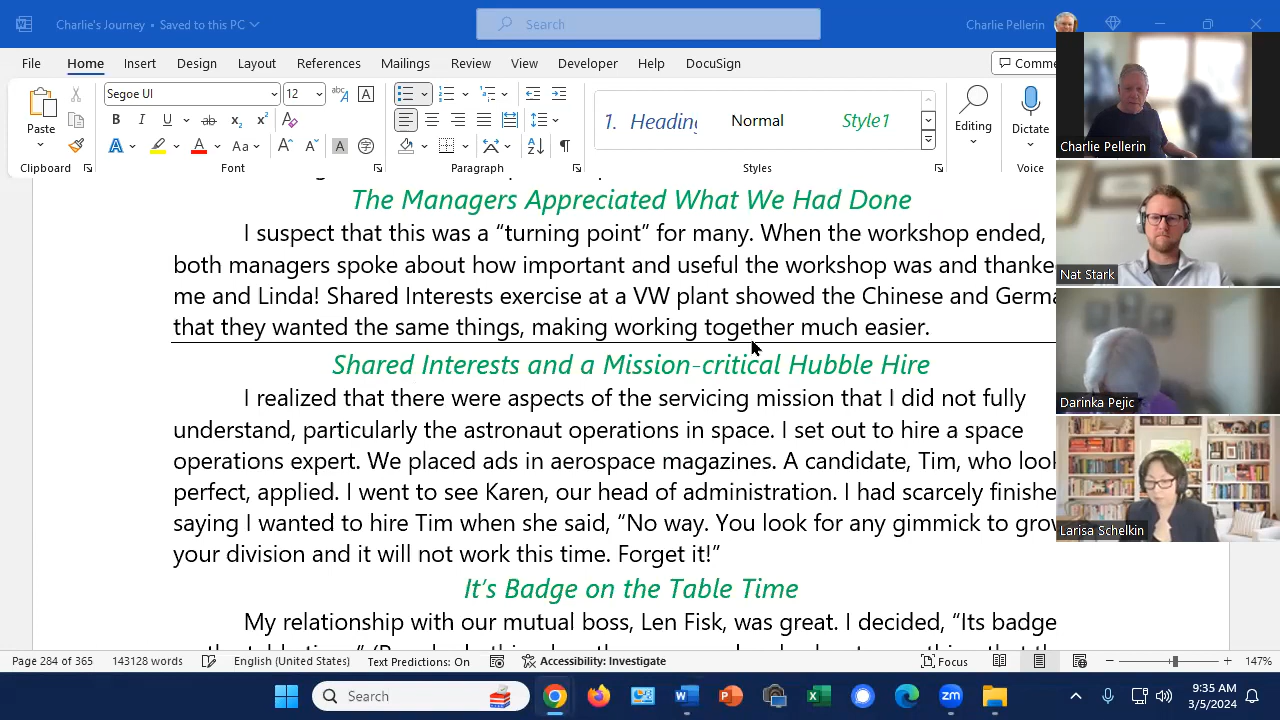 Charlie's Journey • Saved to this PC
Search
Charlie Pellerin
File Home Insert Design Layout References Mailings Review View Developer Help DocuSign
Segoe UI 12
Paste
Editing
Dictate
Normal
Style1
Clipboard Font Paragraph Styles Voice
The Managers Appreciated What We Had Done
I suspect that this was a “turning point” for many. When the workshop ended,
both managers spoke about how important and useful the workshop was and thanke
me and Linda! Shared Interests exercise at a VW plant showed the Chinese and Germa
that they wanted the same things, making working together much easier.
Shared Interests and a Mission-critical Hubble Hire
I realized that there were aspects of the servicing mission that I did not fully
understand, particularly the astronaut operations in space. I set out to hire a space
operations expert. We placed ads in aerospace magazines. A candidate, Tim, who look
perfect, applied. I went to see Karen, our head of administration. I had scarcely finishe
saying I wanted to hire Tim when she said, “No way. You look for any gimmick to grow
your division and it will not work this time. Forget it!”
It’s Badge on the Table Time
My relationship with our mutual boss, Len Fisk, was great. I decided, “Its badge
Charlie Pellerin
Nat Stark
Darinka Pejic
Larisa Schelkin
Page 284 of 365 143128 words English (United States) Text Predictions: On Accessibility: Investigate Focus 147%
Search
9:35 AM
3/5/2024